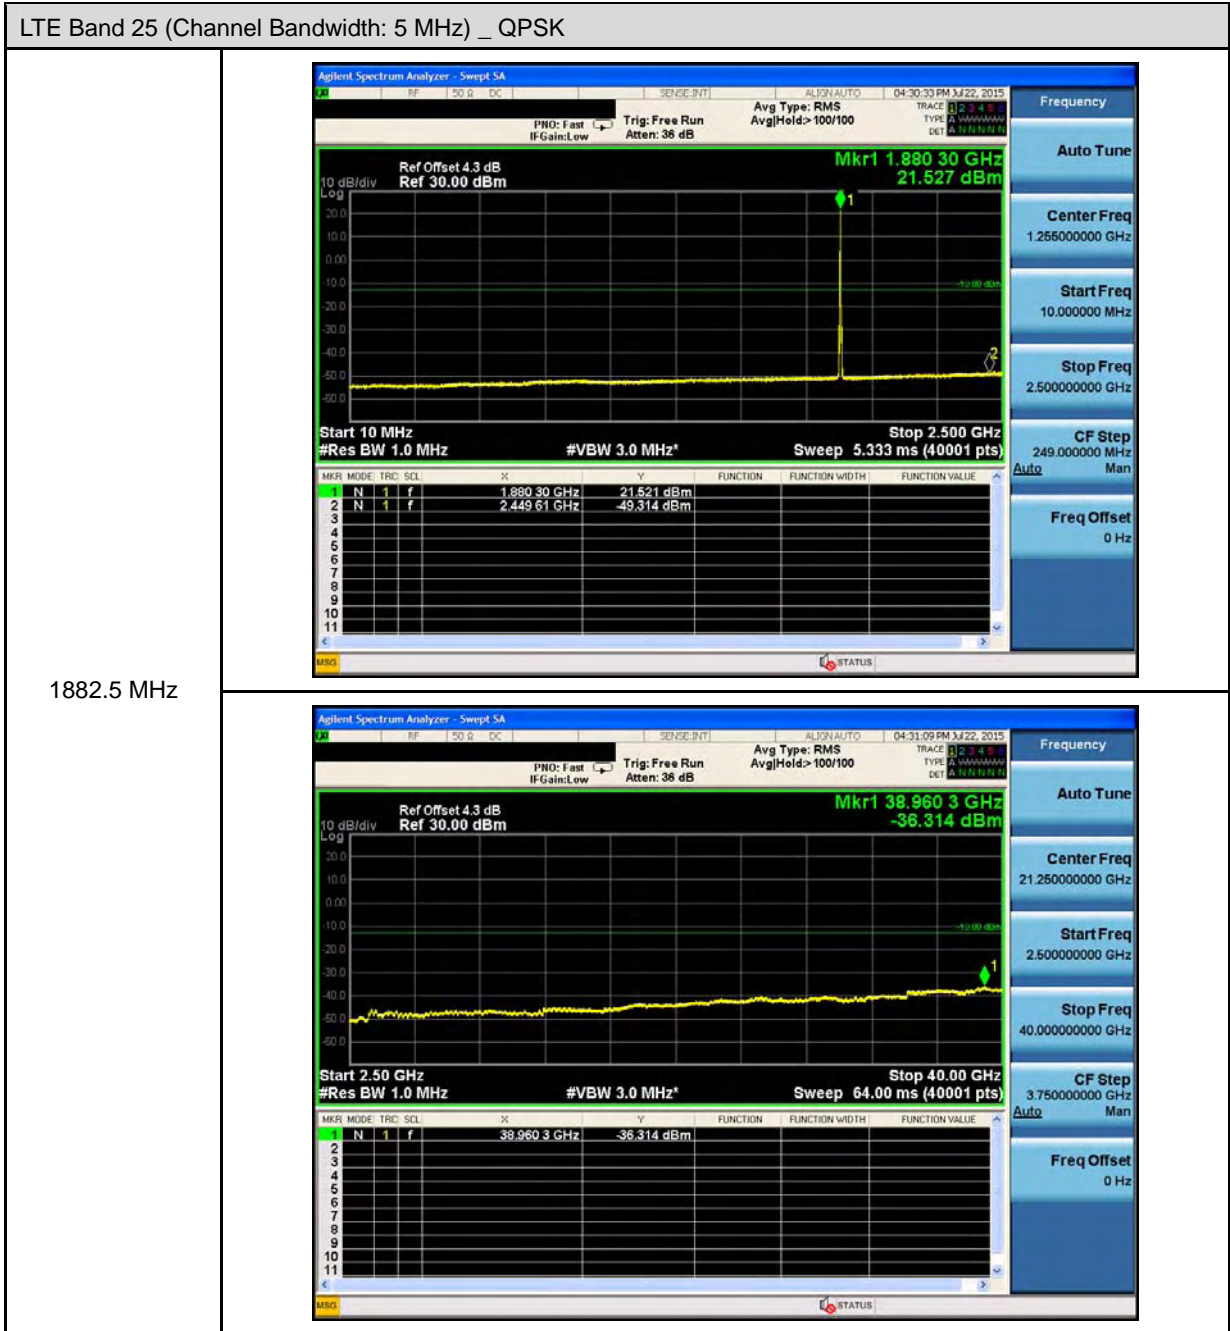 LTE Band 25 (Channel Bandwidth: 5 MHz) _ QPSK
1882.5 MHz
Agilent Spectrum Analyzer - Swept SA
RF 50 Ω DC SENSE:INT ALIGN AUTO 04:30:33 PM Jul 22, 2015
PNO: Fast Trig: Free Run Avg Type: RMS TRACE 1 2 3 4 5 6
IFGain:Low Atten: 36 dB Avg|Hold:> 100/100 TYPE A WWWWW
DET A N N N N N
Mkr1 1.880 30 GHz
21.527 dBm
Ref Offset 4.3 dB
10 dB/div Ref 30.00 dBm
Log
20.0
10.0
0.00
-10.0
-20.0
-30.0
-40.0
-50.0
-60.0
1
2
Start 10 MHz Stop 2.500 GHz
#Res BW 1.0 MHz #VBW 3.0 MHz* Sweep 5.333 ms (40001 pts)
MKR MODE TRC SCL X Y FUNCTION FUNCTION WIDTH FUNCTION VALUE
1 N 1 f 1.880 30 GHz 21.521 dBm
2 N 1 f 2.449 61 GHz -49.314 dBm
3
4
5
6
7
8
9
10
11
MSG STATUS
Frequency
Auto Tune
Center Freq
1.255000000 GHz
Start Freq
10.000000 MHz
Stop Freq
2.500000000 GHz
CF Step
249.000000 MHz
Auto Man
Freq Offset
0 Hz
Agilent Spectrum Analyzer - Swept SA
RF 50 Ω DC SENSE:INT ALIGN AUTO 04:31:09 PM Jul 22, 2015
PNO: Fast Trig: Free Run Avg Type: RMS TRACE 1 2 3 4 5 6
IFGain:Low Atten: 36 dB Avg|Hold:> 100/100 TYPE A WWWWW
DET A N N N N N
Mkr1 38.960 3 GHz
-36.314 dBm
Ref Offset 4.3 dB
10 dB/div Ref 30.00 dBm
Log
20.0
10.0
0.00
-10.0
-20.0
-30.0
-40.0
-50.0
-60.0
1
Start 2.50 GHz Stop 40.00 GHz
#Res BW 1.0 MHz #VBW 3.0 MHz* Sweep 64.00 ms (40001 pts)
MKR MODE TRC SCL X Y FUNCTION FUNCTION WIDTH FUNCTION VALUE
1 N 1 f 38.960 3 GHz -36.314 dBm
2
3
4
5
6
7
8
9
10
11
MSG STATUS
Frequency
Auto Tune
Center Freq
21.250000000 GHz
Start Freq
2.500000000 GHz
Stop Freq
40.000000000 GHz
CF Step
3.750000000 GHz
Auto Man
Freq Offset
0 Hz